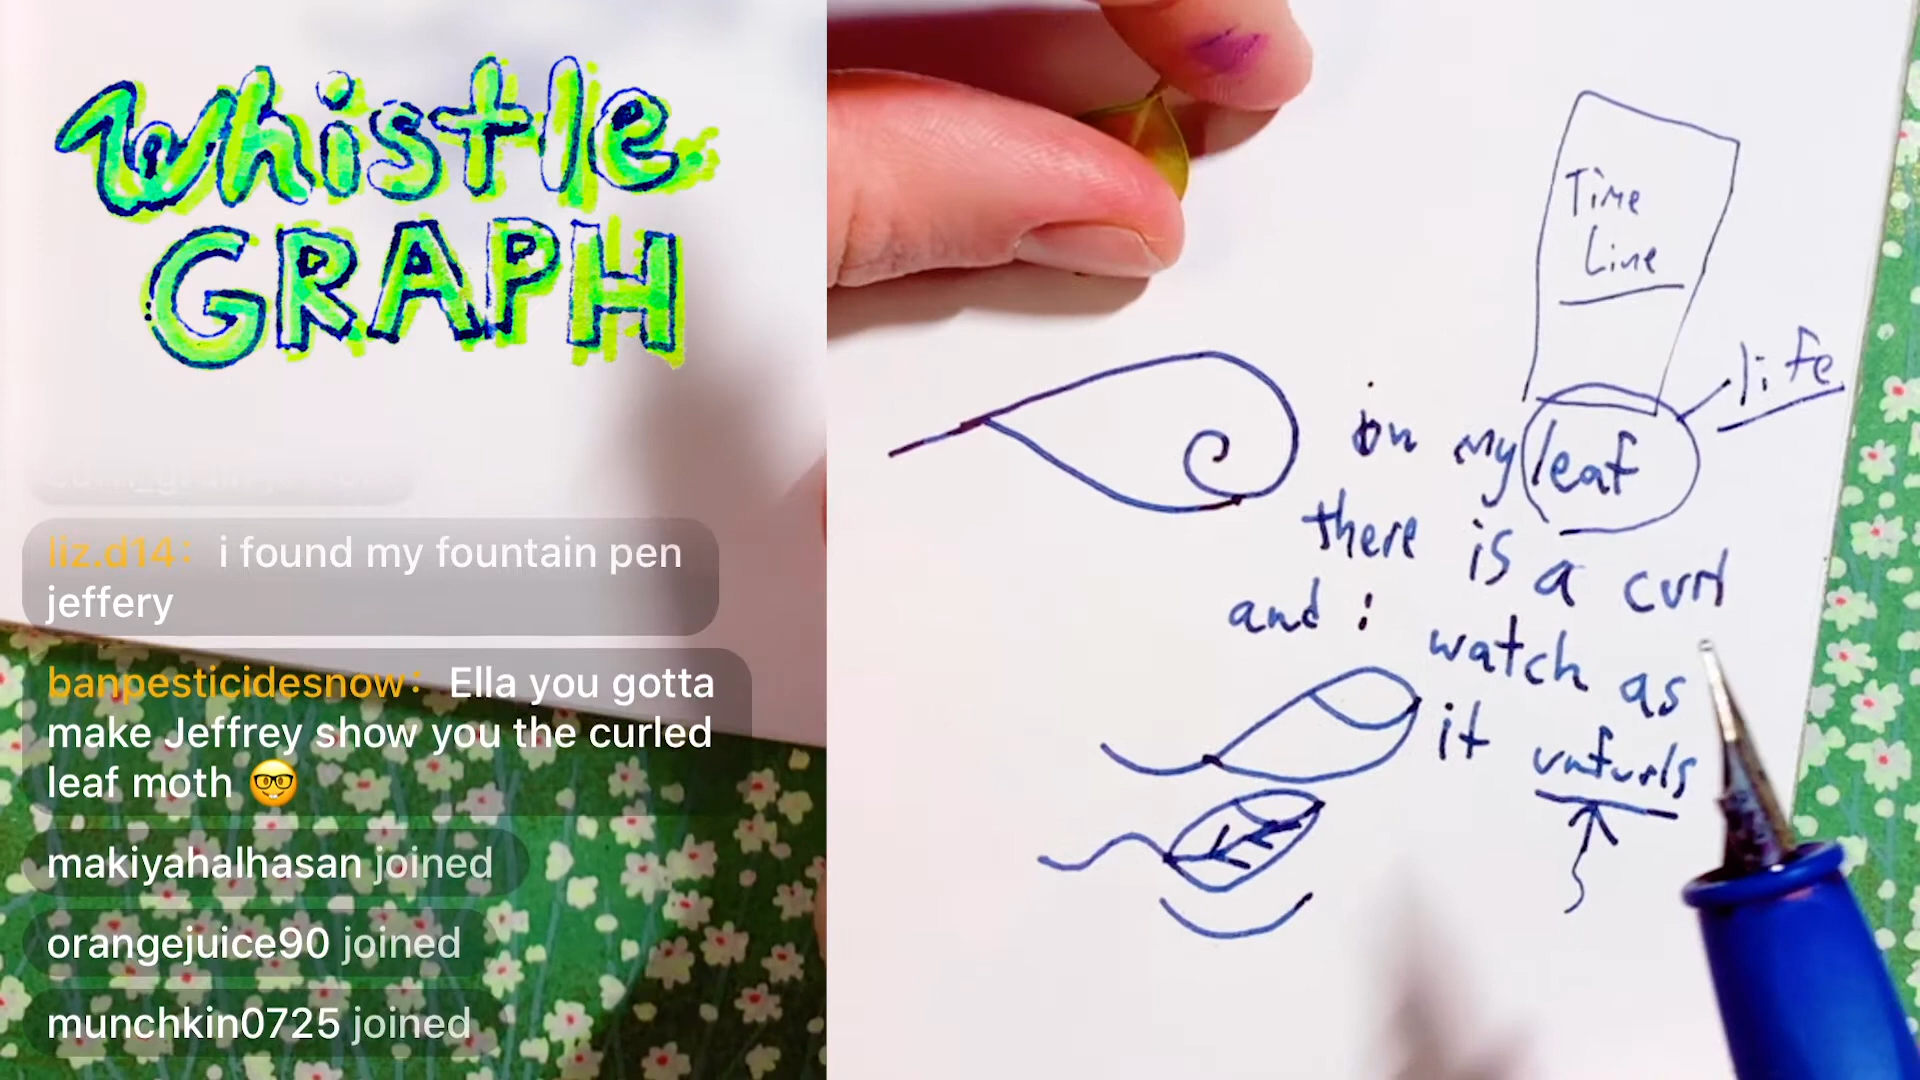 Whistle
GRAPH
liz.d14: i found my fountain pen
jeffery
banpesticidesnow: Ella you gotta
make Jeffrey show you the curled
leaf moth 🤓
makiyahalhasan joined
orangejuice90 joined
munchkin0725 joined
Time
Line
life
in my leaf
there is a curl
and i watch as
it unfurls